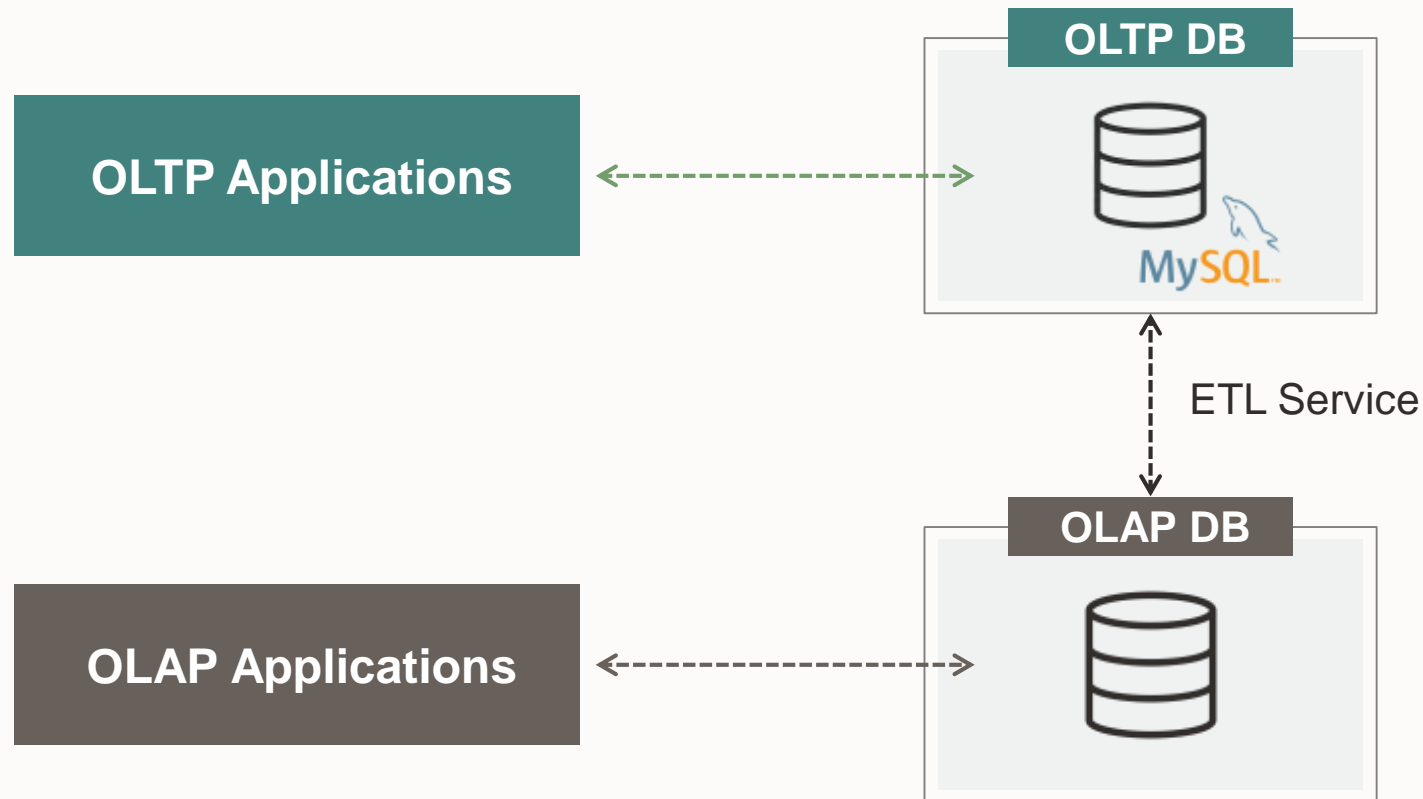 OLTP DB
OLTP Applications
MySQL
ETL Service
OLAP DB
OLAP Applications